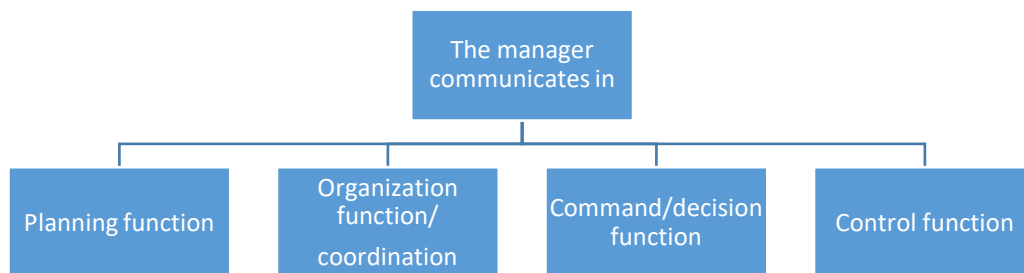 The manager
communicates in
Planning function
Organization
function/
coordination
Command/decision
function
Control function